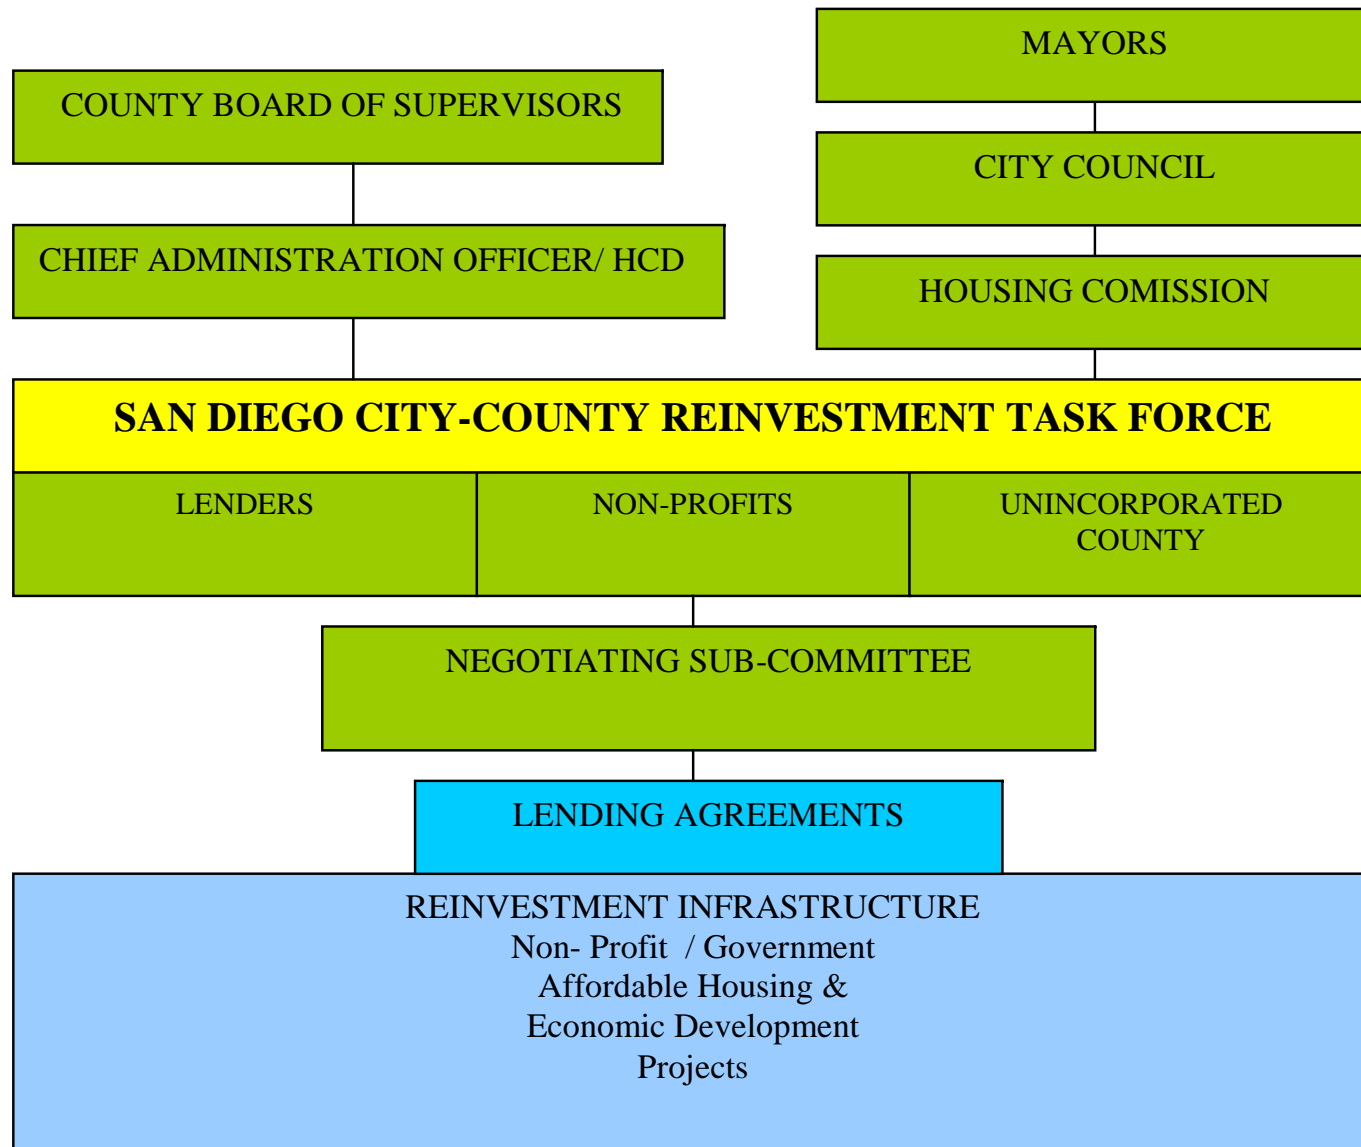 MAYORS
COUNTY BOARD OF SUPERVISORS
CITY COUNCIL
CHIEF ADMINISTRATION OFFICER/ HCD
HOUSING COMISSION
SAN DIEGO CITY-COUNTY REINVESTMENT TASK FORCE
LENDERS
NON-PROFITS
UNINCORPORATED
COUNTY
NEGOTIATING SUB-COMMITTEE
LENDING AGREEMENTS
REINVESTMENT INFRASTRUCTURE
Non- Profit / Government
Affordable Housing &
Economic Development
Projects